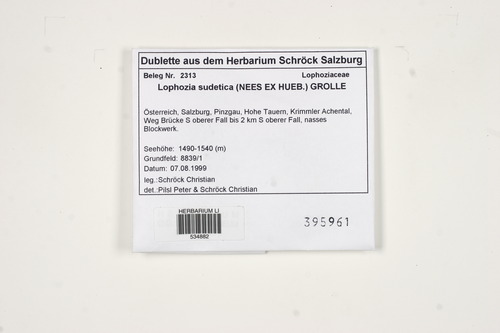 Dublette aus dem Herbarium Schröck Salzburg
Beleg Nr. 2313 Lophoziaceae
Lophozia sudetica (NEES EX HUEB.) GROLLE
Österreich, Salzburg, Pinzgau, Hohe Tauern, Krimmler Achental,
Weg Brücke S oberer Fall bis 2 km S oberer Fall, nasses
Blockwerk.
Seehöhe: 1490-1540 (m)
Grundfeld: 8839/1
Datum: 07.08.1999
leg.: Schröck Christian
det.: Pilsl Peter & Schröck Christian
HERBARIUM LI
534882
395961